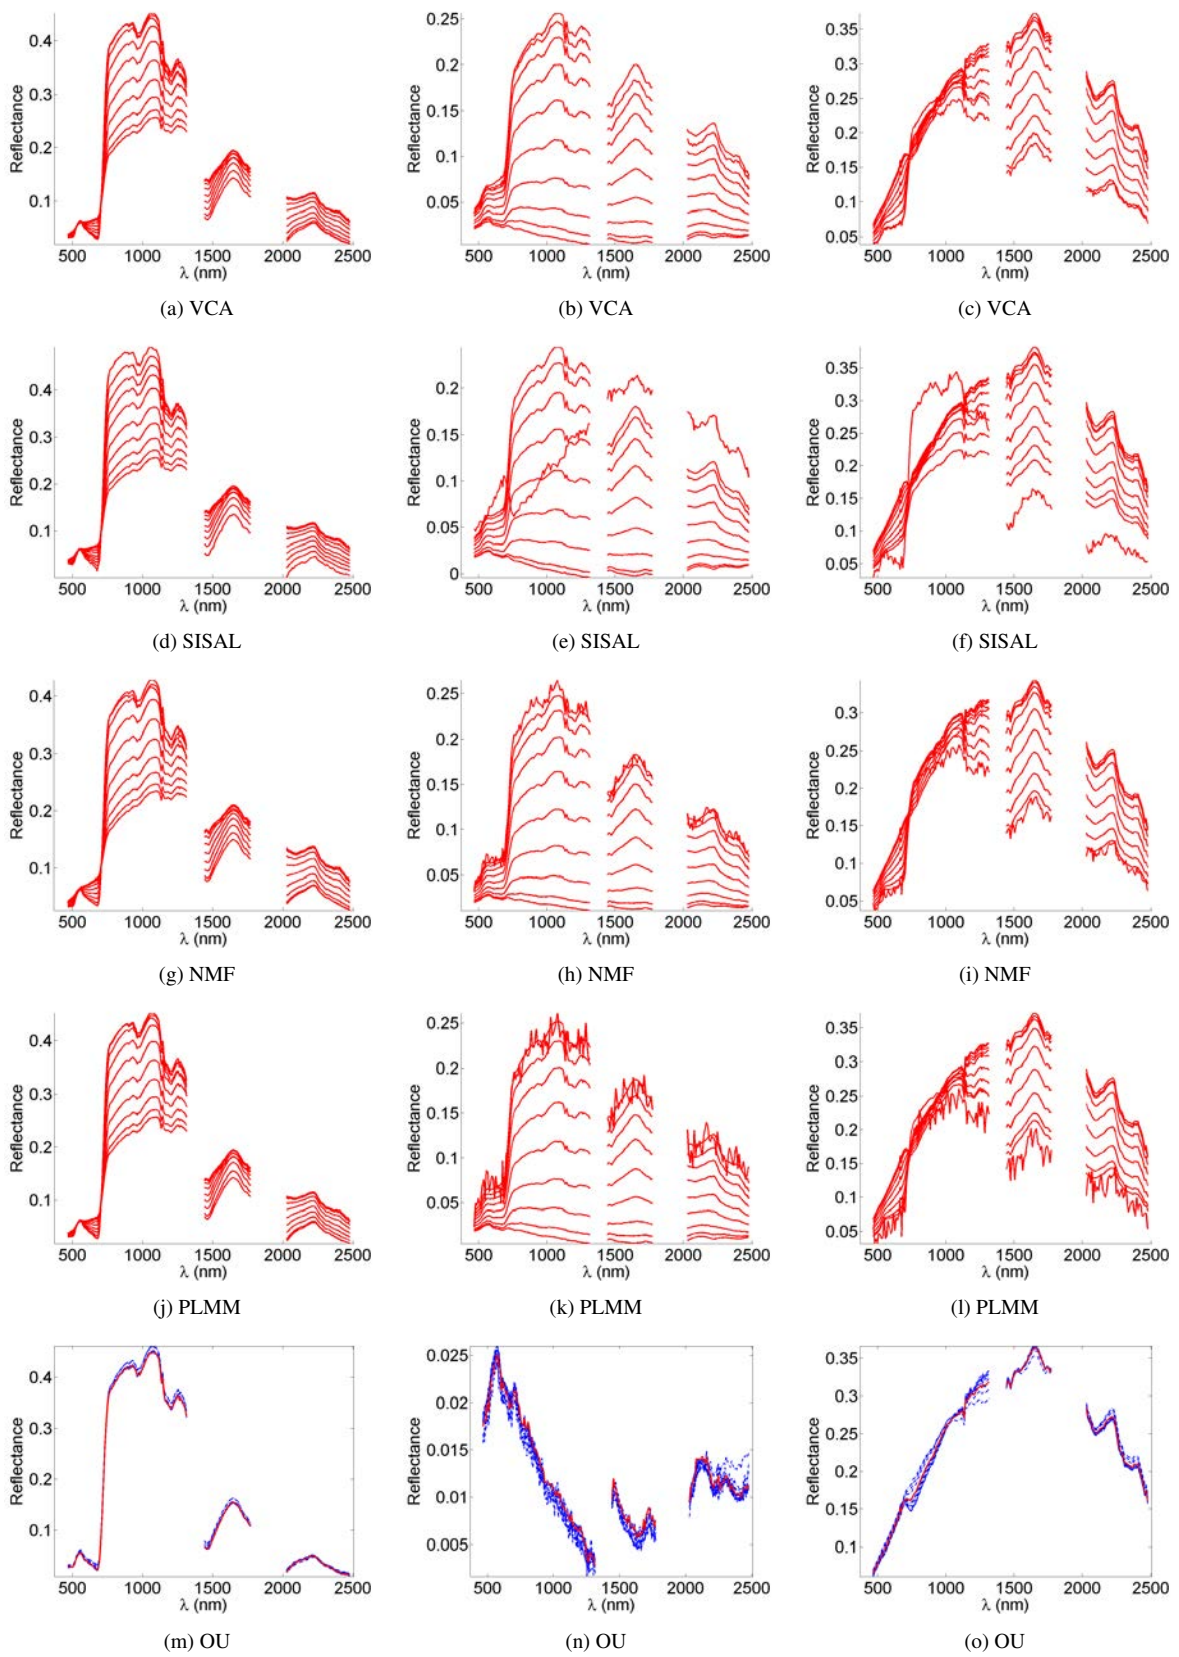 0.4
0.3
0.2
0.1
Reflectance
500 1000 1500 2000 2500
λ (nm)
(a) VCA
0.25
0.2
0.15
0.1
0.05
Reflectance
500 1000 1500 2000 2500
λ (nm)
(b) VCA
0.35
0.3
0.25
0.2
0.15
0.1
0.05
Reflectance
500 1000 1500 2000 2500
λ (nm)
(c) VCA
0.4
0.3
0.2
0.1
Reflectance
500 1000 1500 2000 2500
λ (nm)
(d) SISAL
0.2
0.15
0.1
0.05
0
Reflectance
500 1000 1500 2000 2500
λ (nm)
(e) SISAL
0.35
0.3
0.25
0.2
0.15
0.1
0.05
Reflectance
500 1000 1500 2000 2500
λ (nm)
(f) SISAL
0.4
0.3
0.2
0.1
Reflectance
500 1000 1500 2000 2500
λ (nm)
(g) NMF
0.25
0.2
0.15
0.1
0.05
Reflectance
500 1000 1500 2000 2500
λ (nm)
(h) NMF
0.3
0.25
0.2
0.15
0.1
0.05
Reflectance
500 1000 1500 2000 2500
λ (nm)
(i) NMF
0.4
0.3
0.2
0.1
Reflectance
500 1000 1500 2000 2500
λ (nm)
(j) PLMM
0.25
0.2
0.15
0.1
0.05
Reflectance
500 1000 1500 2000 2500
λ (nm)
(k) PLMM
0.35
0.3
0.25
0.2
0.15
0.1
0.05
Reflectance
500 1000 1500 2000 2500
λ (nm)
(l) PLMM
0.4
0.3
0.2
0.1
Reflectance
500 1000 1500 2000 2500
λ (nm)
(m) OU
0.025
0.02
0.015
0.01
0.005
Reflectance
500 1000 1500 2000 2500
λ (nm)
(n) OU
0.35
0.3
0.25
0.2
0.15
0.1
Reflectance
500 1000 1500 2000 2500
λ (nm)
(o) OU